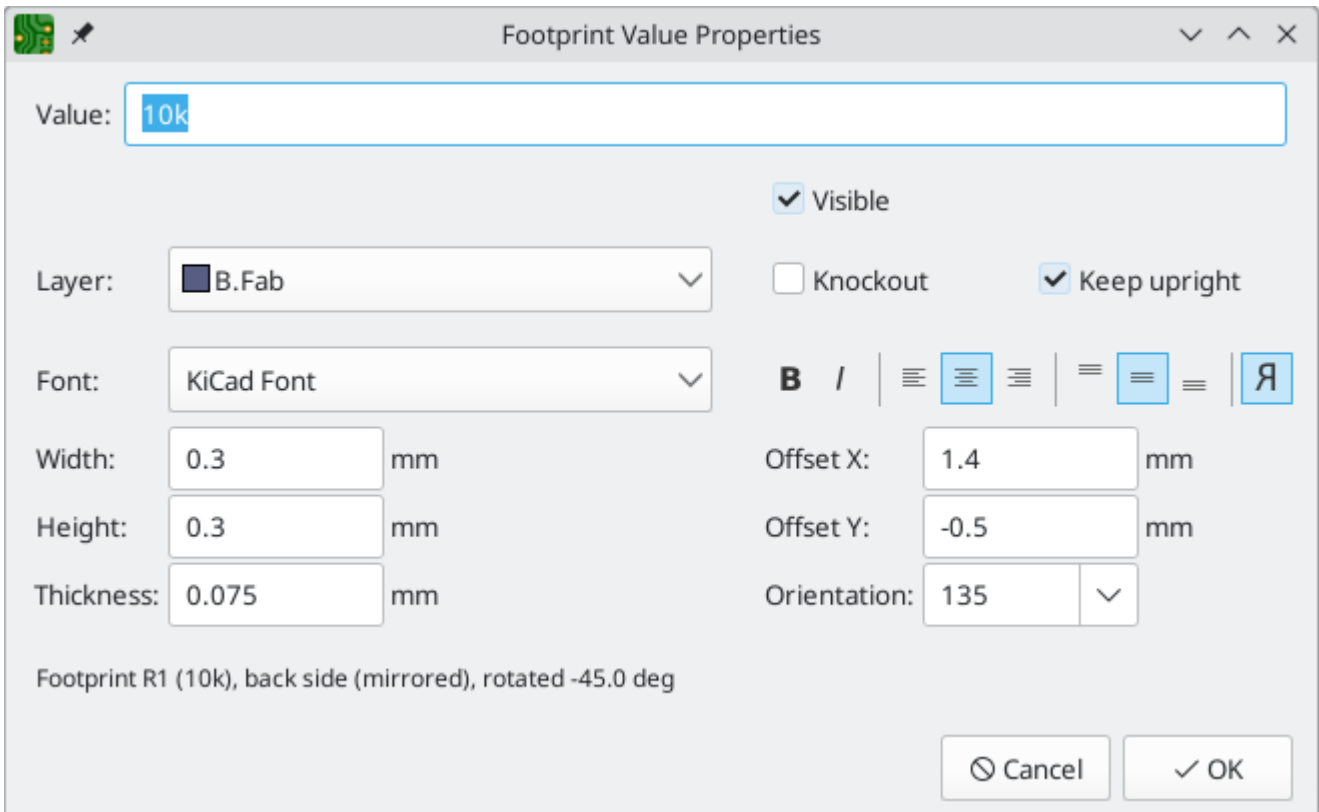 Footprint Value Properties
Value: 10k
Visible
Layer: B.Fab Knockout Keep upright
Font: KiCad Font B I Я
Width: 0.3 mm Offset X: 1.4 mm
Height: 0.3 mm Offset Y: -0.5 mm
Thickness: 0.075 mm Orientation: 135
Footprint R1 (10k), back side (mirrored), rotated -45.0 deg
Cancel OK